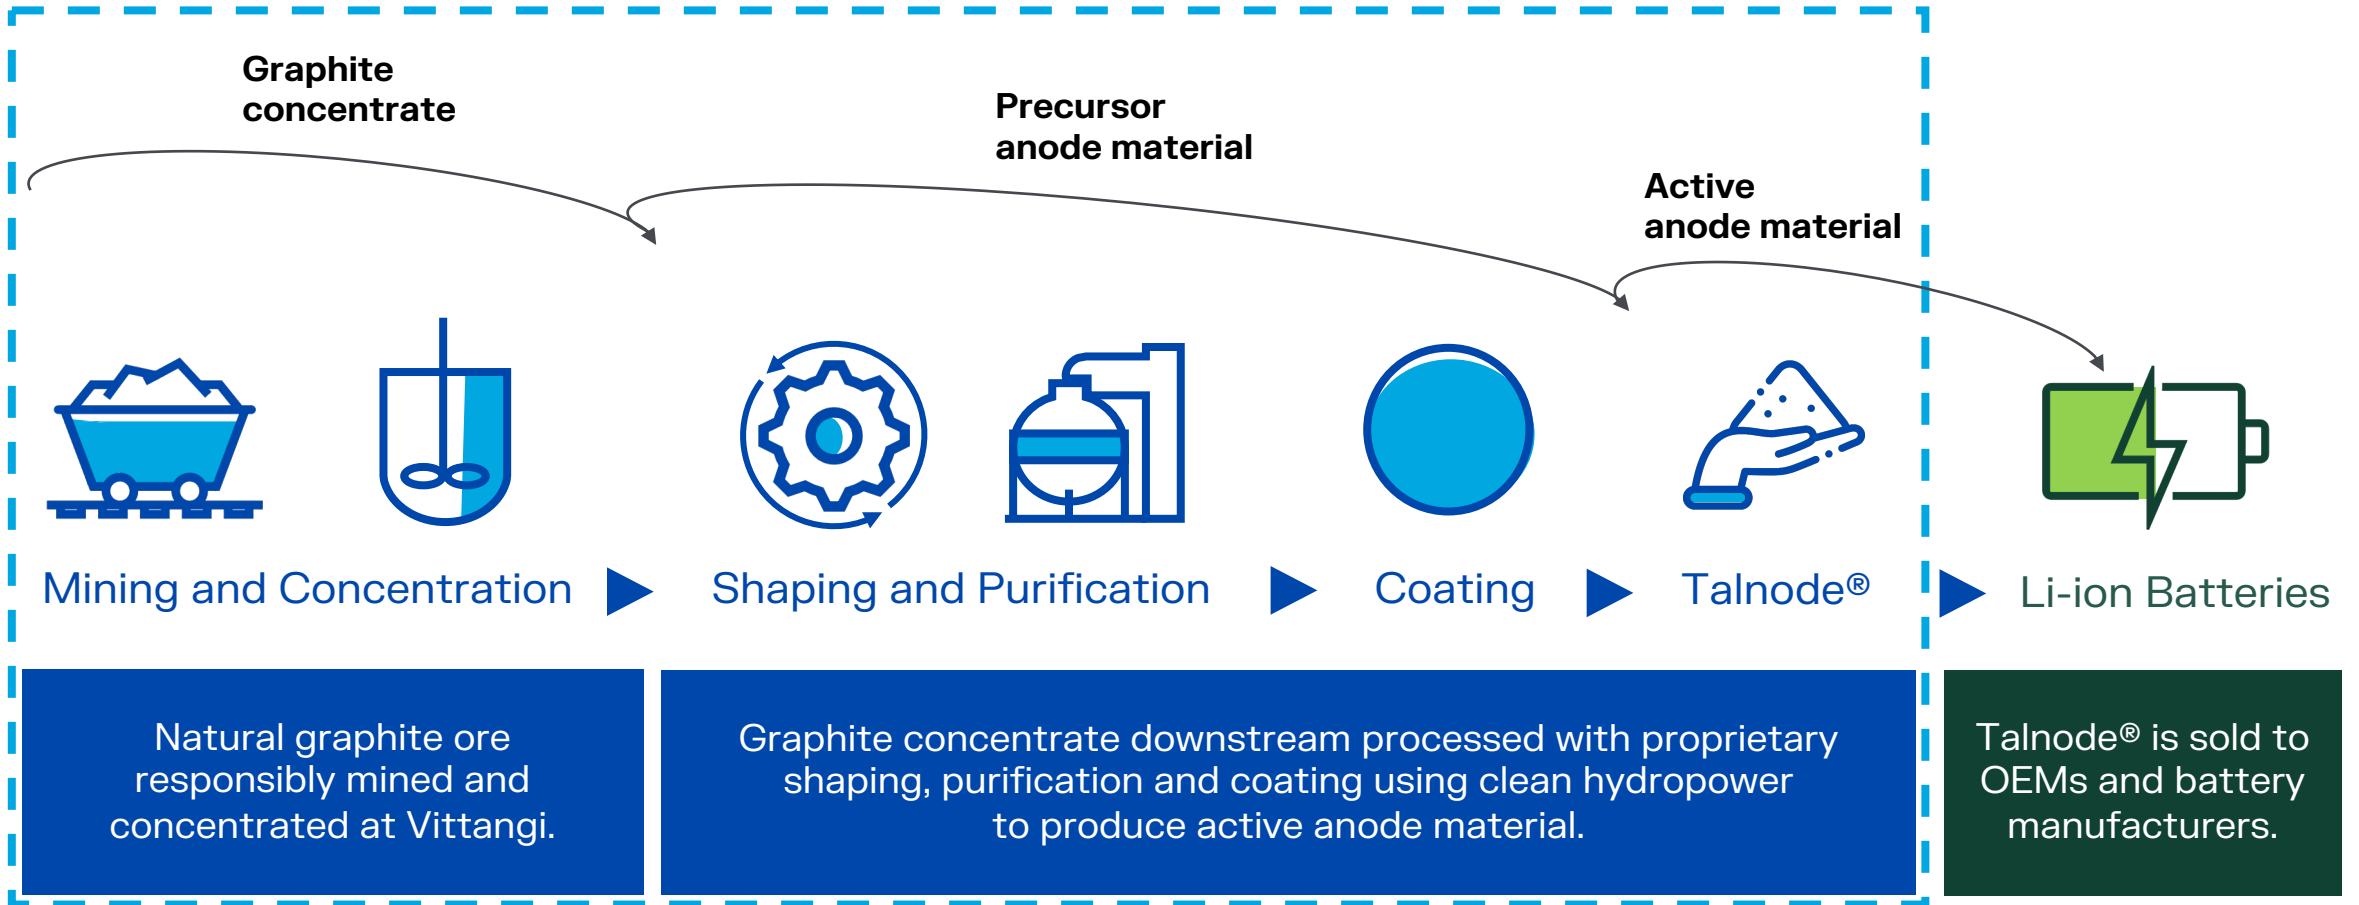 Graphite
concentrate
Precursor
anode material
Active
anode material
Mining and Concentration
Shaping and Purification
Coating
Talnode®
Li-ion Batteries
Natural graphite ore
responsibly mined and
concentrated at Vittangi.
Graphite concentrate downstream processed with proprietary
shaping, purification and coating using clean hydropower
to produce active anode material.
Talnode® is sold to
OEMs and battery
manufacturers.